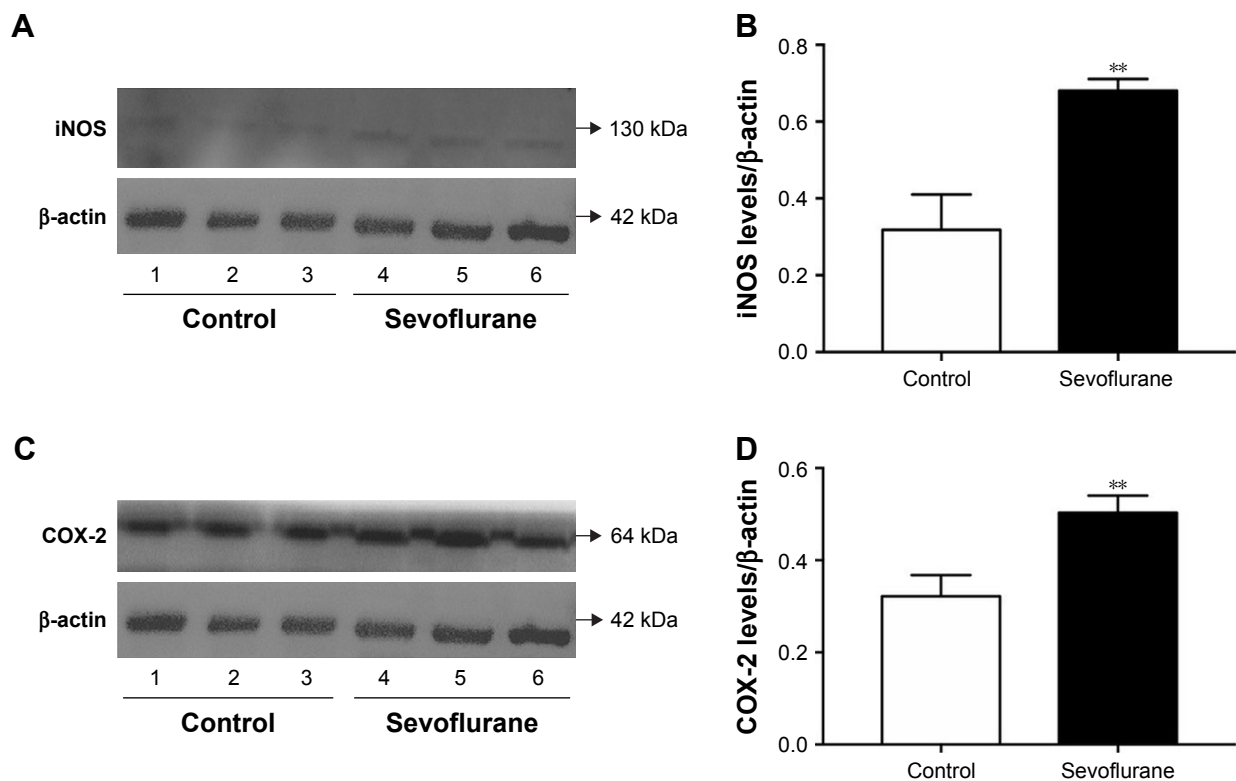 A
iNOS
→ 130 kDa
β-actin
→ 42 kDa
1 2 3 4 5 6
Control Sevoflurane
B
iNOS levels/β-actin
0.8
0.6
0.4
0.2
0.0
**
Control Sevoflurane
C
COX-2
→ 64 kDa
β-actin
→ 42 kDa
1 2 3 4 5 6
Control Sevoflurane
D
COX-2 levels/β-actin
0.6
0.4
0.2
0.0
**
Control Sevoflurane